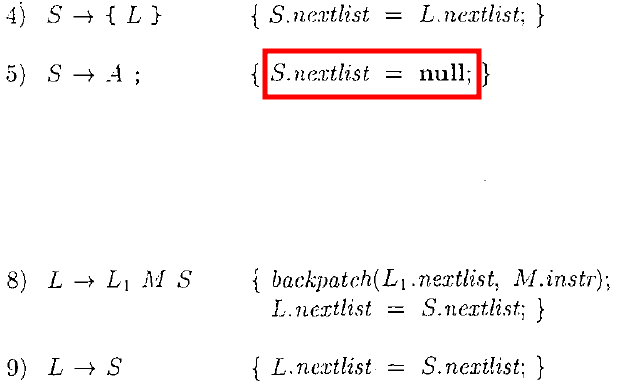 4) S → { L } { S.nextlist = L.nextlist; }
5) S → A ; { S.nextlist = null; }
8) L → L₁ M S { backpatch(L₁.nextlist, M.instr);
L.nextlist = S.nextlist; }
9) L → S { L.nextlist = S.nextlist; }